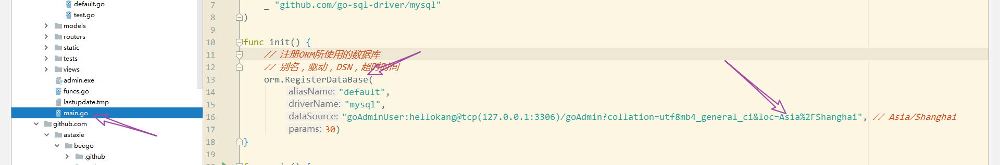 default.go
test.go
models
routers
static
tests
views
admin.exe
funcs.go
lastupdate.tmp
main.go
github.com
astaxie
beego
.github
7 _ "github.com/go-sql-driver/mysql"
8 )
9
10 func init() {
11 // 注册ORM所使用的数据库
12 // 别名，驱动，DSN，超时时间
13 orm.RegisterDataBase(
14 aliasName: "default",
15 driverName: "mysql",
16 dataSource: "goAdminUser:hellokang@tcp(127.0.0.1:3306)/goAdmin?collation=utf8mb4_general_ci&loc=Asia%2FShanghai", // Asia/Shanghai
17 params: 30)
18 }
19